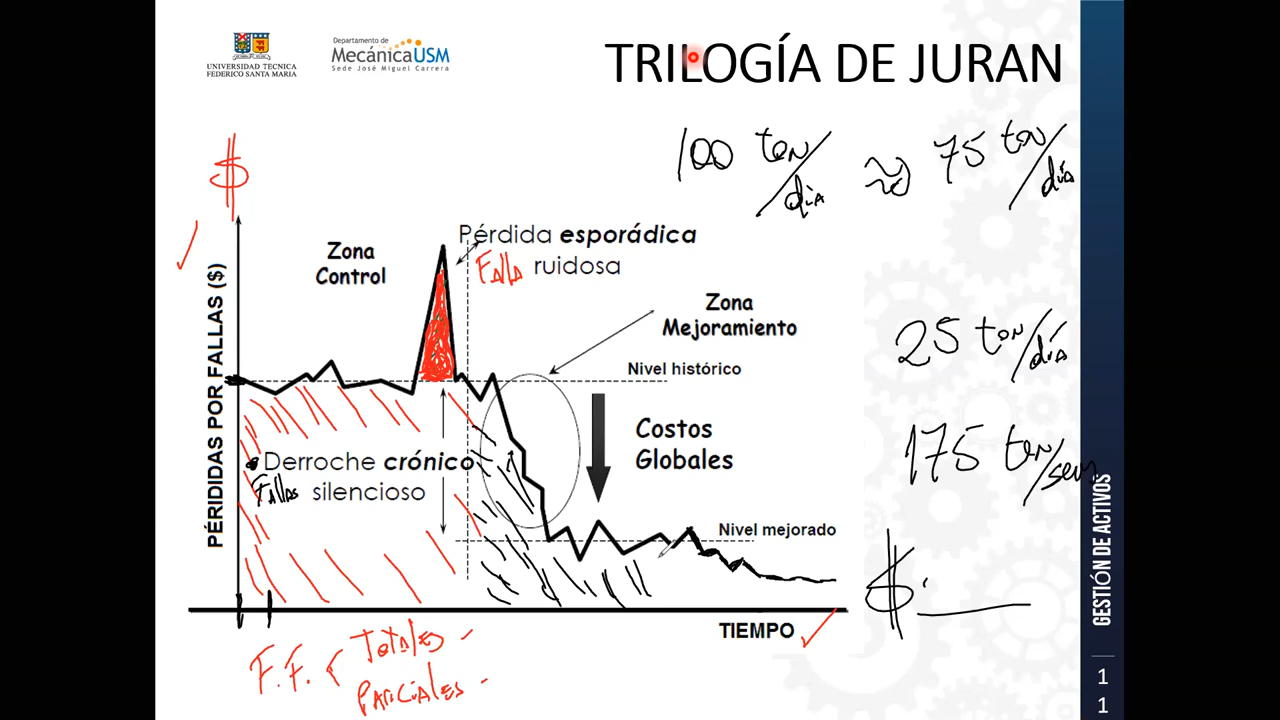 UNIVERSIDAD TECNICA
FEDERICO SANTA MARIA
Departamento de
MecánicaUSM
Sede José Miguel Carrera
TRILOGÍA DE JURAN
100 ton/día ≈ 75 ton/día
$
Pérdida esporádica
Falla ruidosa
Zona
Control
Zona
Mejoramiento
25 ton/día
Nivel histórico
PÉRDIDAS POR FALLAS ($)
Costos
Globales
175 ton/sem
Derroche crónico
Fallas silencioso
Nivel mejorado
$
TIEMPO
F.F. { Totales -
Parciales -
GESTIÓN DE ACTIVOS
1
1